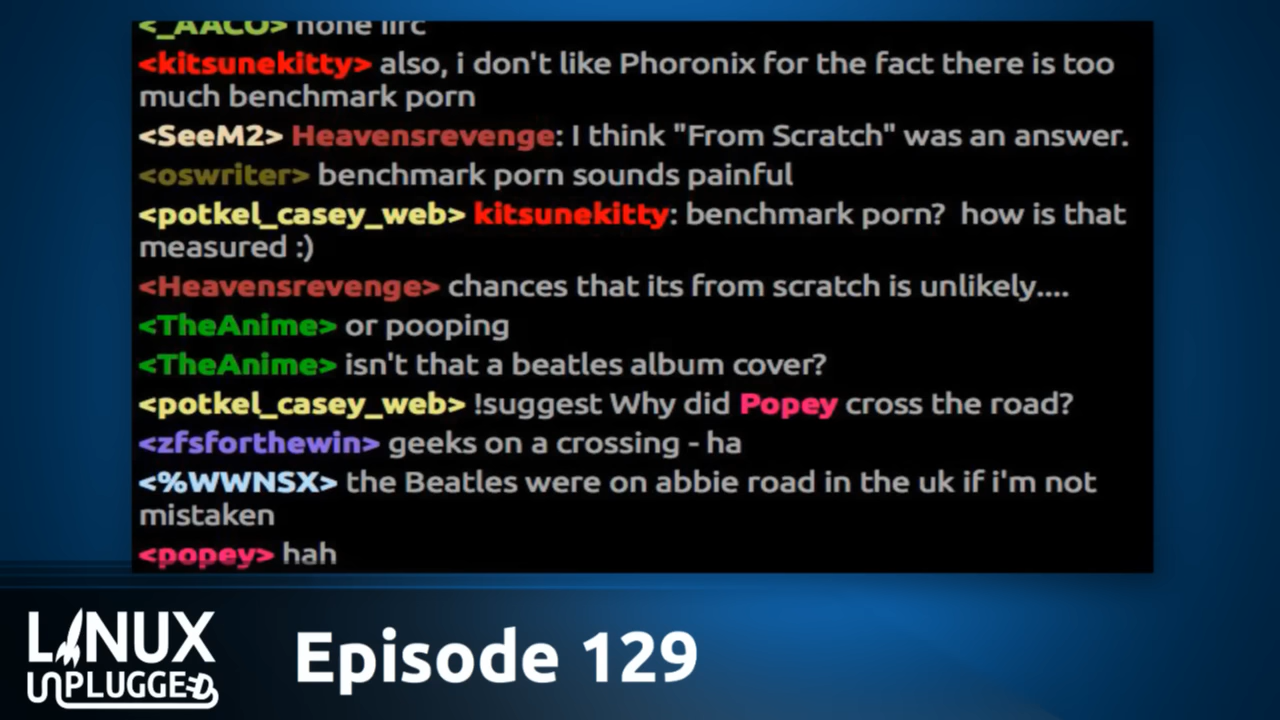 <_AACO> none iirc
<kitsunekitty> also, i don't like Phoronix for the fact there is too
much benchmark porn
<SeeM2> Heavensrevenge: I think "From Scratch" was an answer.
<oswriter> benchmark porn sounds painful
<potkel_casey_web> kitsunekitty: benchmark porn?  how is that
measured :)
<Heavensrevenge> chances that its from scratch is unlikely....
<TheAnime> or pooping
<TheAnime> isn't that a beatles album cover?
<potkel_casey_web> !suggest Why did Popey cross the road?
<zfsforthewin> geeks on a crossing - ha
<%WWNSX> the Beatles were on abbie road in the uk if i'm not
mistaken
<popey> hah
LINUX
UNPLUGGED
Episode 129